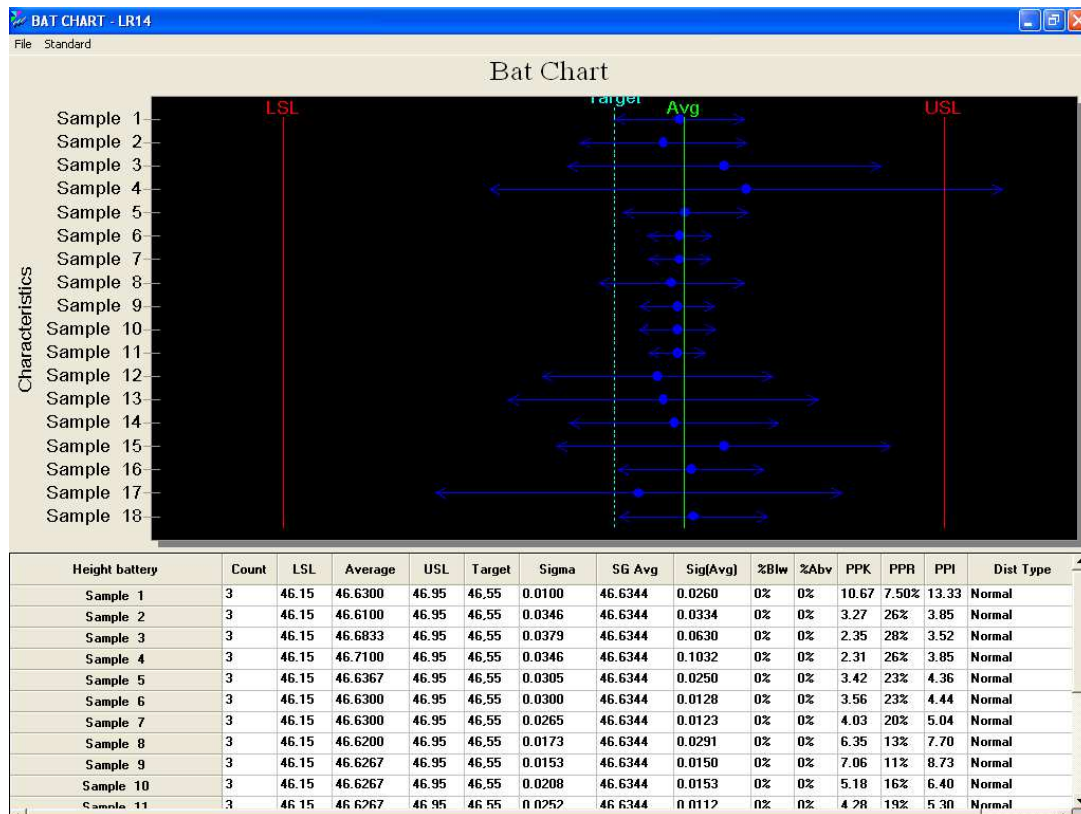 BAT CHART - LR14
File Standard
Bat Chart
LSL Target Avg USL
Characteristics
Sample 1
Sample 2
Sample 3
Sample 4
Sample 5
Sample 6
Sample 7
Sample 8
Sample 9
Sample 10
Sample 11
Sample 12
Sample 13
Sample 14
Sample 15
Sample 16
Sample 17
Sample 18
Height battery Count LSL Average USL Target Sigma SG Avg Sig(Avg) %Blw %Abv PPK PPR PPI Dist Type
Sample 1 3 46.15 46.6300 46.95 46,55 0.0100 46.6344 0.0260 0% 0% 10.67 7.50% 13.33 Normal
Sample 2 3 46.15 46.6100 46.95 46,55 0.0346 46.6344 0.0334 0% 0% 3.27 26% 3.85 Normal
Sample 3 3 46.15 46.6833 46.95 46,55 0.0379 46.6344 0.0630 0% 0% 2.35 28% 3.52 Normal
Sample 4 3 46.15 46.7100 46.95 46,55 0.0346 46.6344 0.1032 0% 0% 2.31 26% 3.85 Normal
Sample 5 3 46.15 46.6367 46.95 46,55 0.0305 46.6344 0.0250 0% 0% 3.42 23% 4.36 Normal
Sample 6 3 46.15 46.6300 46.95 46,55 0.0300 46.6344 0.0128 0% 0% 3.56 23% 4.44 Normal
Sample 7 3 46.15 46.6300 46.95 46,55 0.0265 46.6344 0.0123 0% 0% 4.03 20% 5.04 Normal
Sample 8 3 46.15 46.6200 46.95 46,55 0.0173 46.6344 0.0291 0% 0% 6.35 13% 7.70 Normal
Sample 9 3 46.15 46.6267 46.95 46,55 0.0153 46.6344 0.0150 0% 0% 7.06 11% 8.73 Normal
Sample 10 3 46.15 46.6267 46.95 46,55 0.0208 46.6344 0.0153 0% 0% 5.18 16% 6.40 Normal
Sample 11 3 46.15 46.6267 46.95 46.55 0.0252 46.6344 0.0112 0% 0% 4.28 19% 5.30 Normal